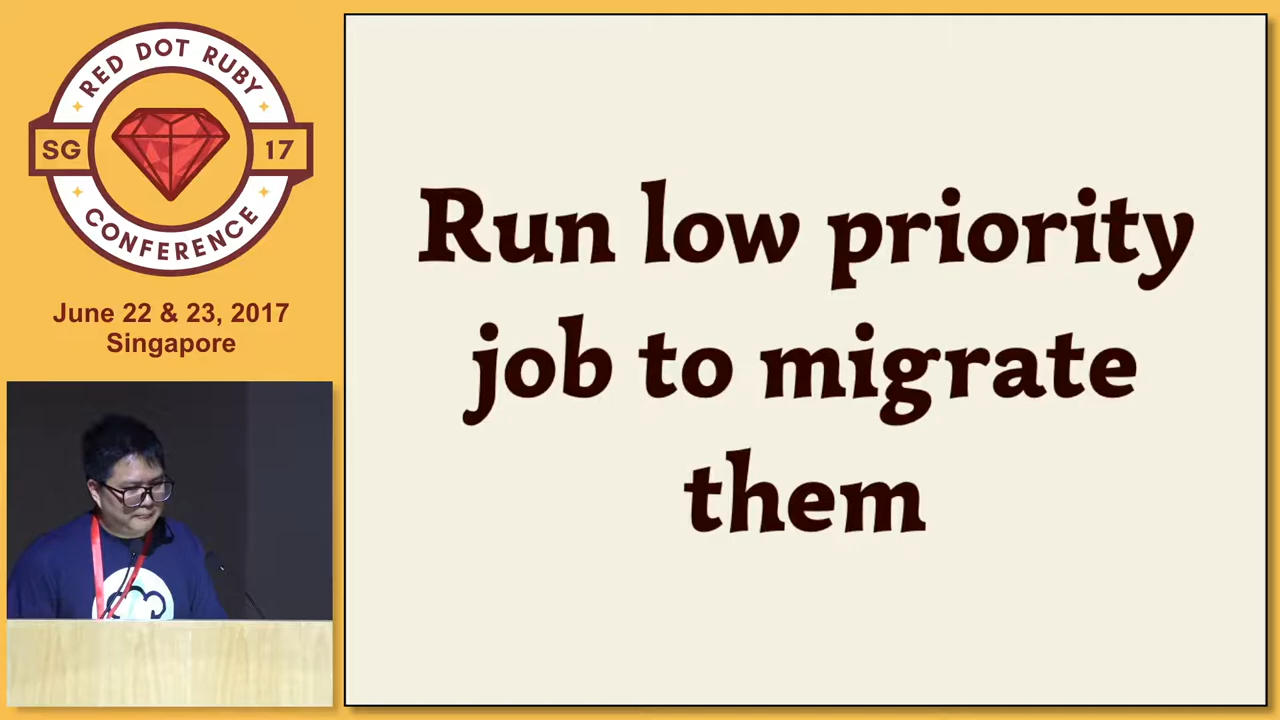 RED DOT RUBY
SG
17
CONFERENCE
June 22 & 23, 2017
Singapore
Run low priority
job to migrate
them